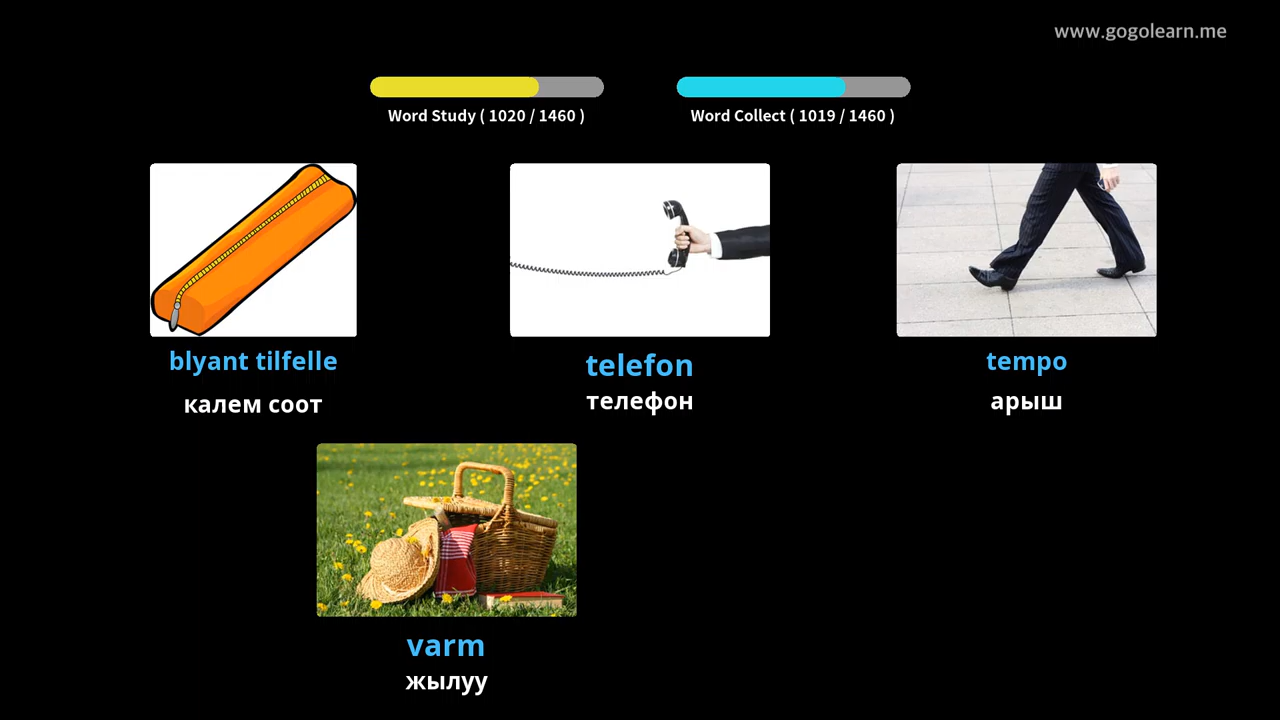 www.gogolearn.me
Word Study ( 1020 / 1460 )
Word Collect ( 1019 / 1460 )
blyant tilfelle
калем соот
telefon
телефон
tempo
арыш
varm
жылуу